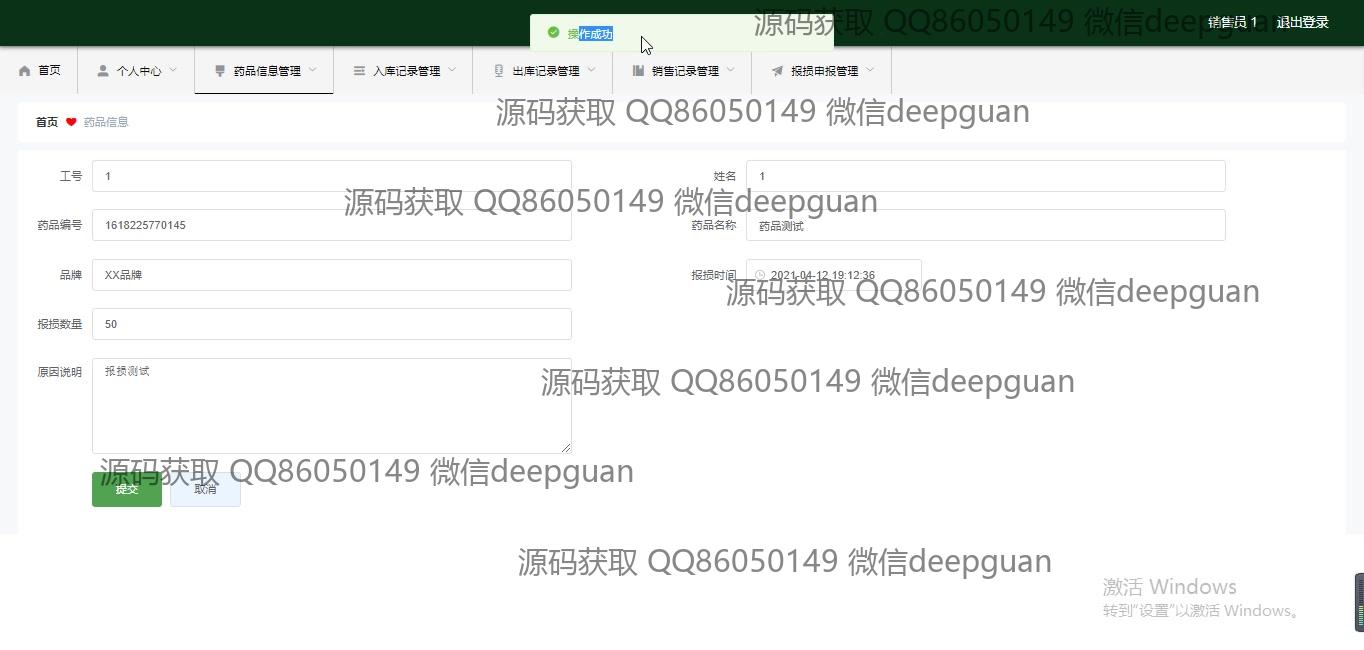 操作成功
源码获取 QQ86050149 微信deepguan
销售员 1 退出登录
首页 个人中心 药品信息管理 入库记录管理 出库记录管理 销售记录管理 报损申报管理
源码获取 QQ86050149 微信deepguan
首页 药品信息
工号 1 姓名 1
源码获取 QQ86050149 微信deepguan
药品编号 1618225770145 药品名称 药品测试
品牌 XX品牌 报损时间 2021-04-12 19:12:36
源码获取 QQ86050149 微信deepguan
报损数量 50
原因说明 报损测试
源码获取 QQ86050149 微信deepguan
源码获取 QQ86050149 微信deepguan
提交 取消
源码获取 QQ86050149 微信deepguan
激活 Windows
转到“设置”以激活 Windows。